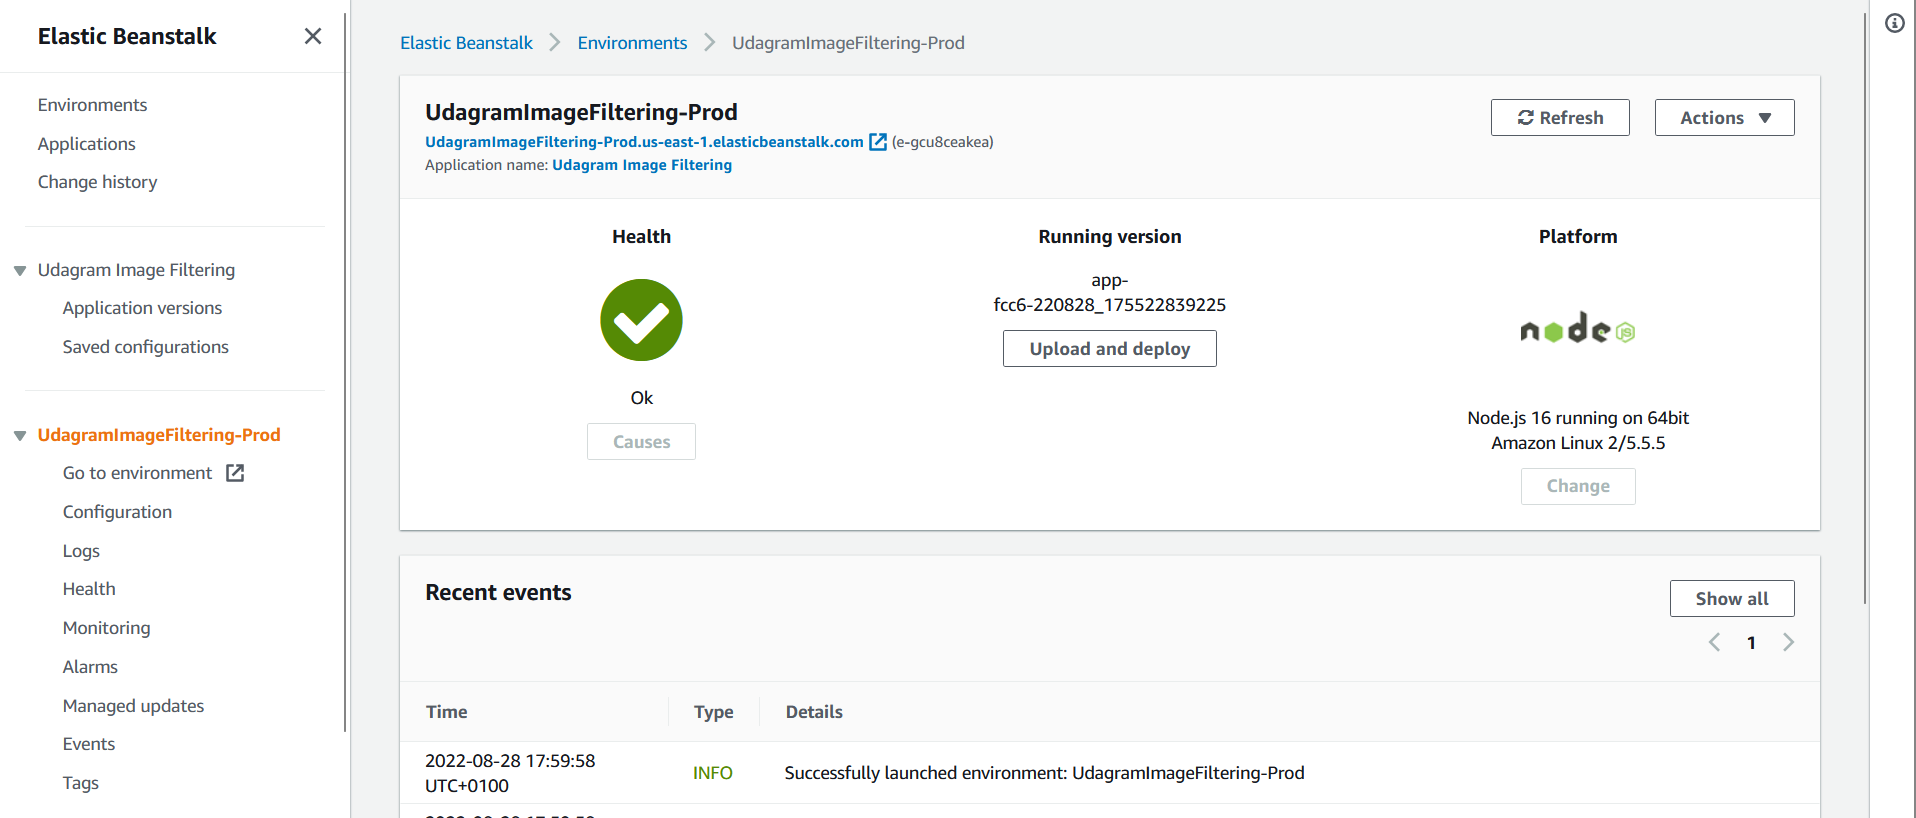 Elastic Beanstalk
Environments
Applications
Change history
Udagram Image Filtering
Application versions
Saved configurations
UdagramImageFiltering-Prod
Go to environment
Configuration
Logs
Health
Monitoring
Alarms
Managed updates
Events
Tags
Elastic Beanstalk > Environments > UdagramImageFiltering-Prod
UdagramImageFiltering-Prod
UdagramImageFiltering-Prod.us-east-1.elasticbeanstalk.com (e-gcu8ceakea)
Application name: Udagram Image Filtering
Refresh
Actions
Health
Ok
Causes
Running version
app-
fcc6-220828_175522839225
Upload and deploy
Platform
node JS
Node.js 16 running on 64bit
Amazon Linux 2/5.5.5
Change
Recent events
Show all
1
Time Type Details
2022-08-28 17:59:58
UTC+0100
INFO
Successfully launched environment: UdagramImageFiltering-Prod